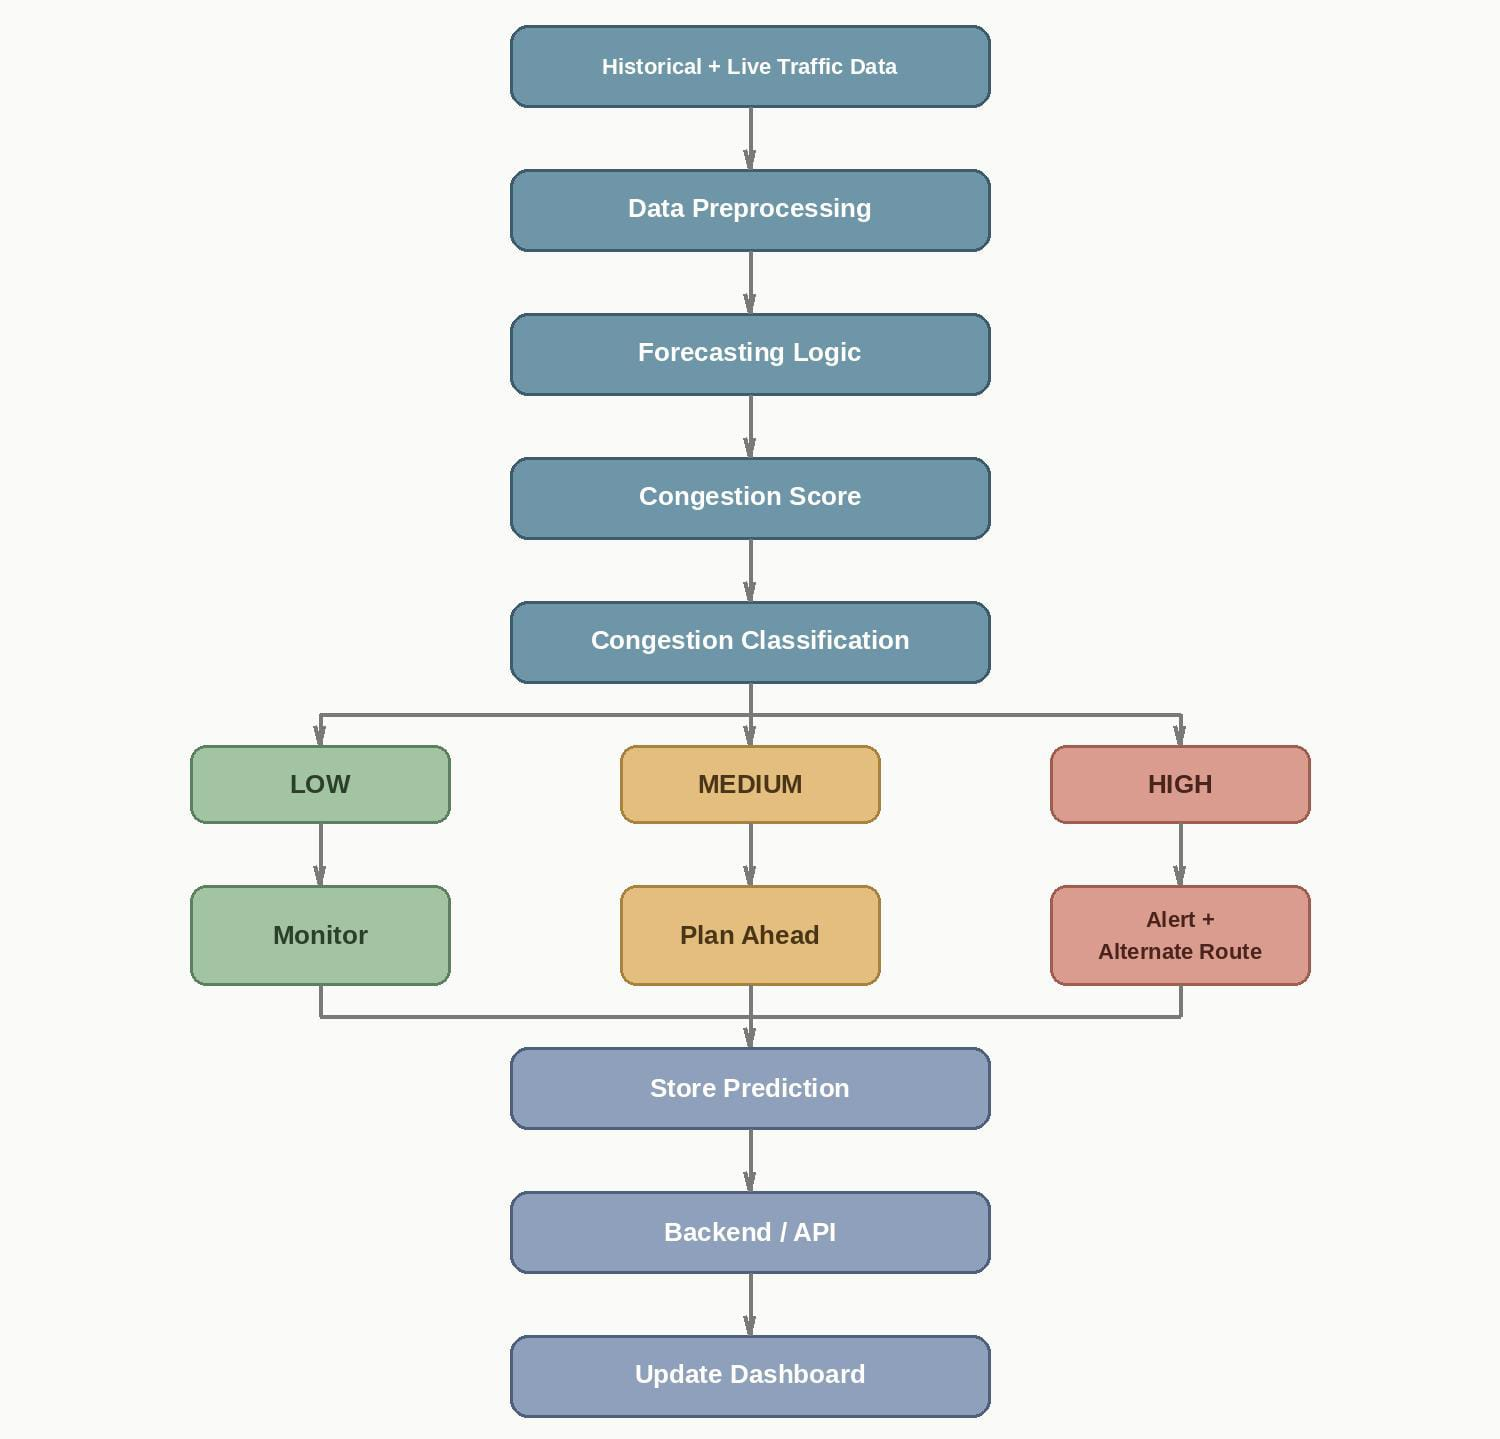 Historical + Live Traffic Data
Data Preprocessing
Forecasting Logic
Congestion Score
Congestion Classification
LOW
MEDIUM
HIGH
Monitor
Plan Ahead
Alert +
Alternate Route
Store Prediction
Backend / API
Update Dashboard